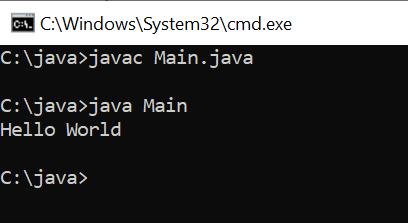 C:\Windows\System32\cmd.exe
C:\java>javac Main.java
C:\java>java Main
Hello World
C:\java>